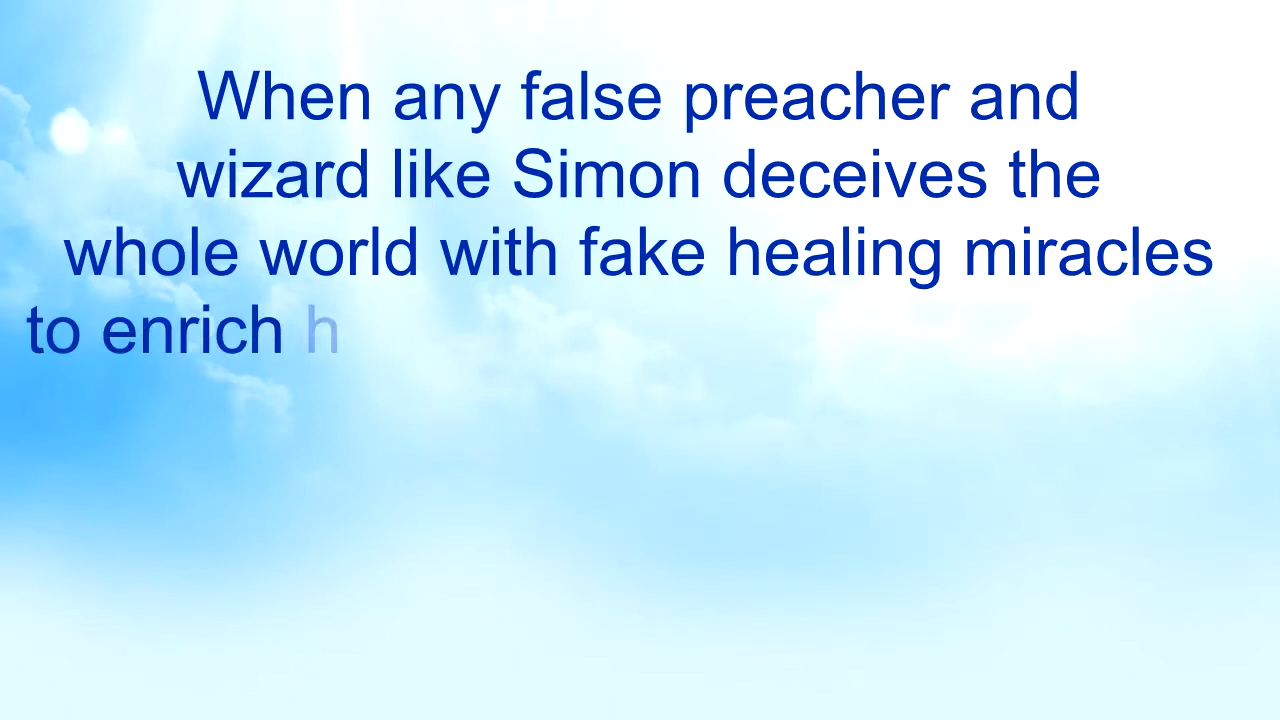 When any false preacher and
wizard like Simon deceives the
whole world with fake healing miracles
to enrich h